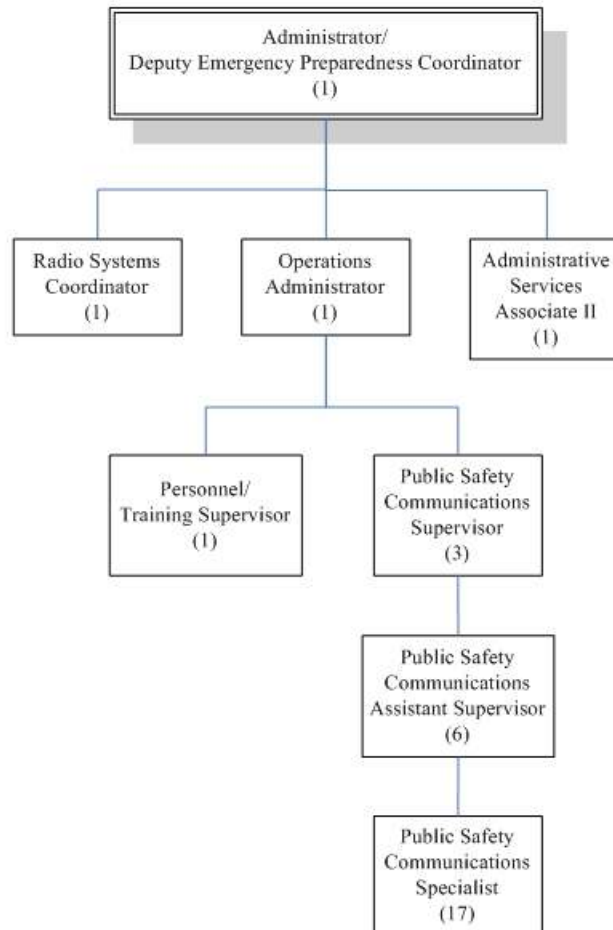 Administrator/
Deputy Emergency Preparedness Coordinator
(1)
Radio Systems
Coordinator
(1)
Operations
Administrator
(1)
Administrative
Services
Associate II
(1)
Personnel/
Training Supervisor
(1)
Public Safety
Communications
Supervisor
(3)
Public Safety
Communications
Assistant Supervisor
(6)
Public Safety
Communications
Specialist
(17)